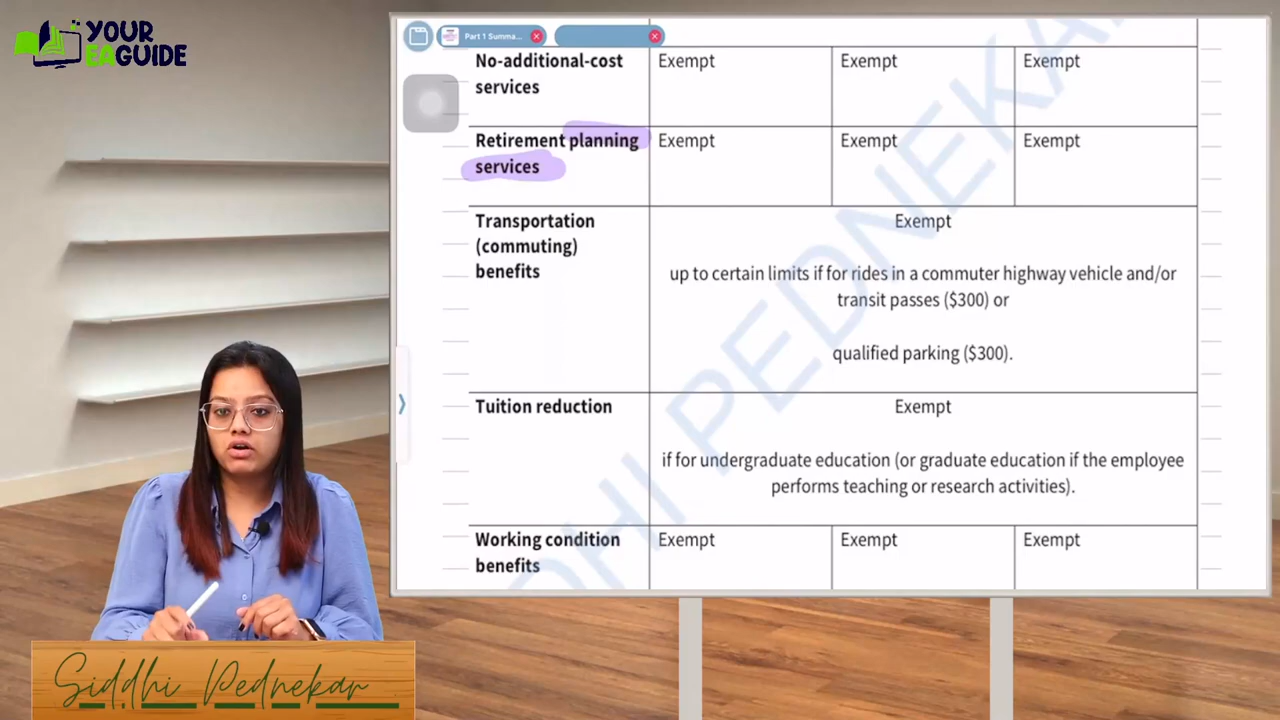 YOUR
EAGUIDE
Part 1 Summa...
No-additional-cost
services
Exempt
Exempt
Exempt
Retirement planning
services
Exempt
Exempt
Exempt
Transportation
(commuting)
benefits
Exempt
up to certain limits if for rides in a commuter highway vehicle and/or
transit passes ($300) or
qualified parking ($300).
Tuition reduction
Exempt
if for undergraduate education (or graduate education if the employee
performs teaching or research activities).
Working condition
benefits
Exempt
Exempt
Exempt
DHI PEDNEKA
Siddhi Pednekar